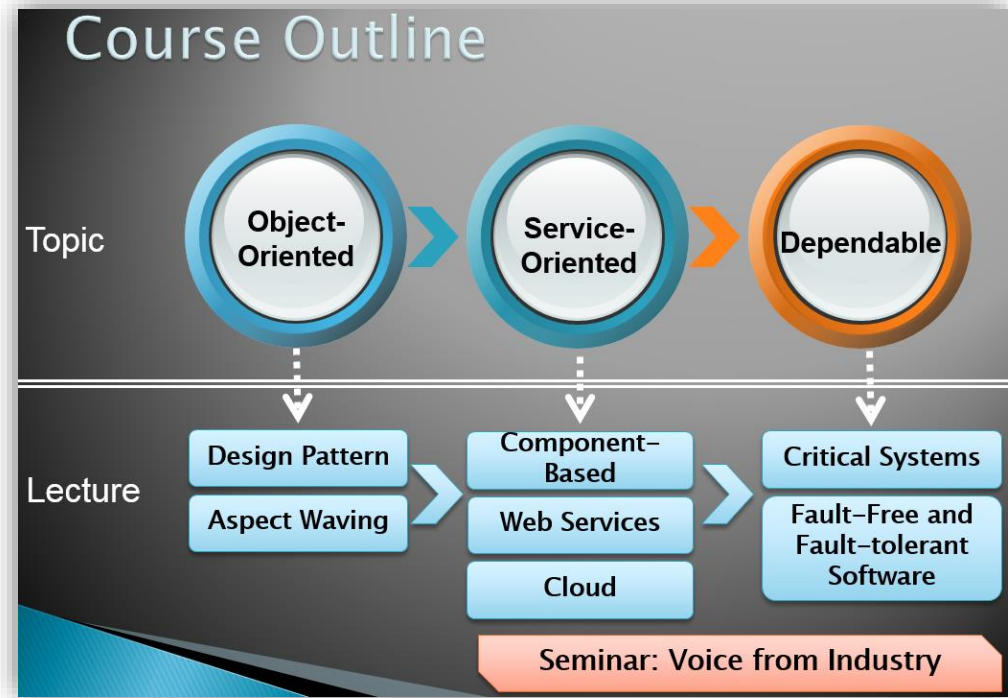 Course Outline
Topic
Object-
Oriented
Service-
Oriented
Dependable
Lecture
Design Pattern
Aspect Waving
Component-
Based
Web Services
Cloud
Critical Systems
Fault-Free and
Fault-tolerant
Software
Seminar: Voice from Industry